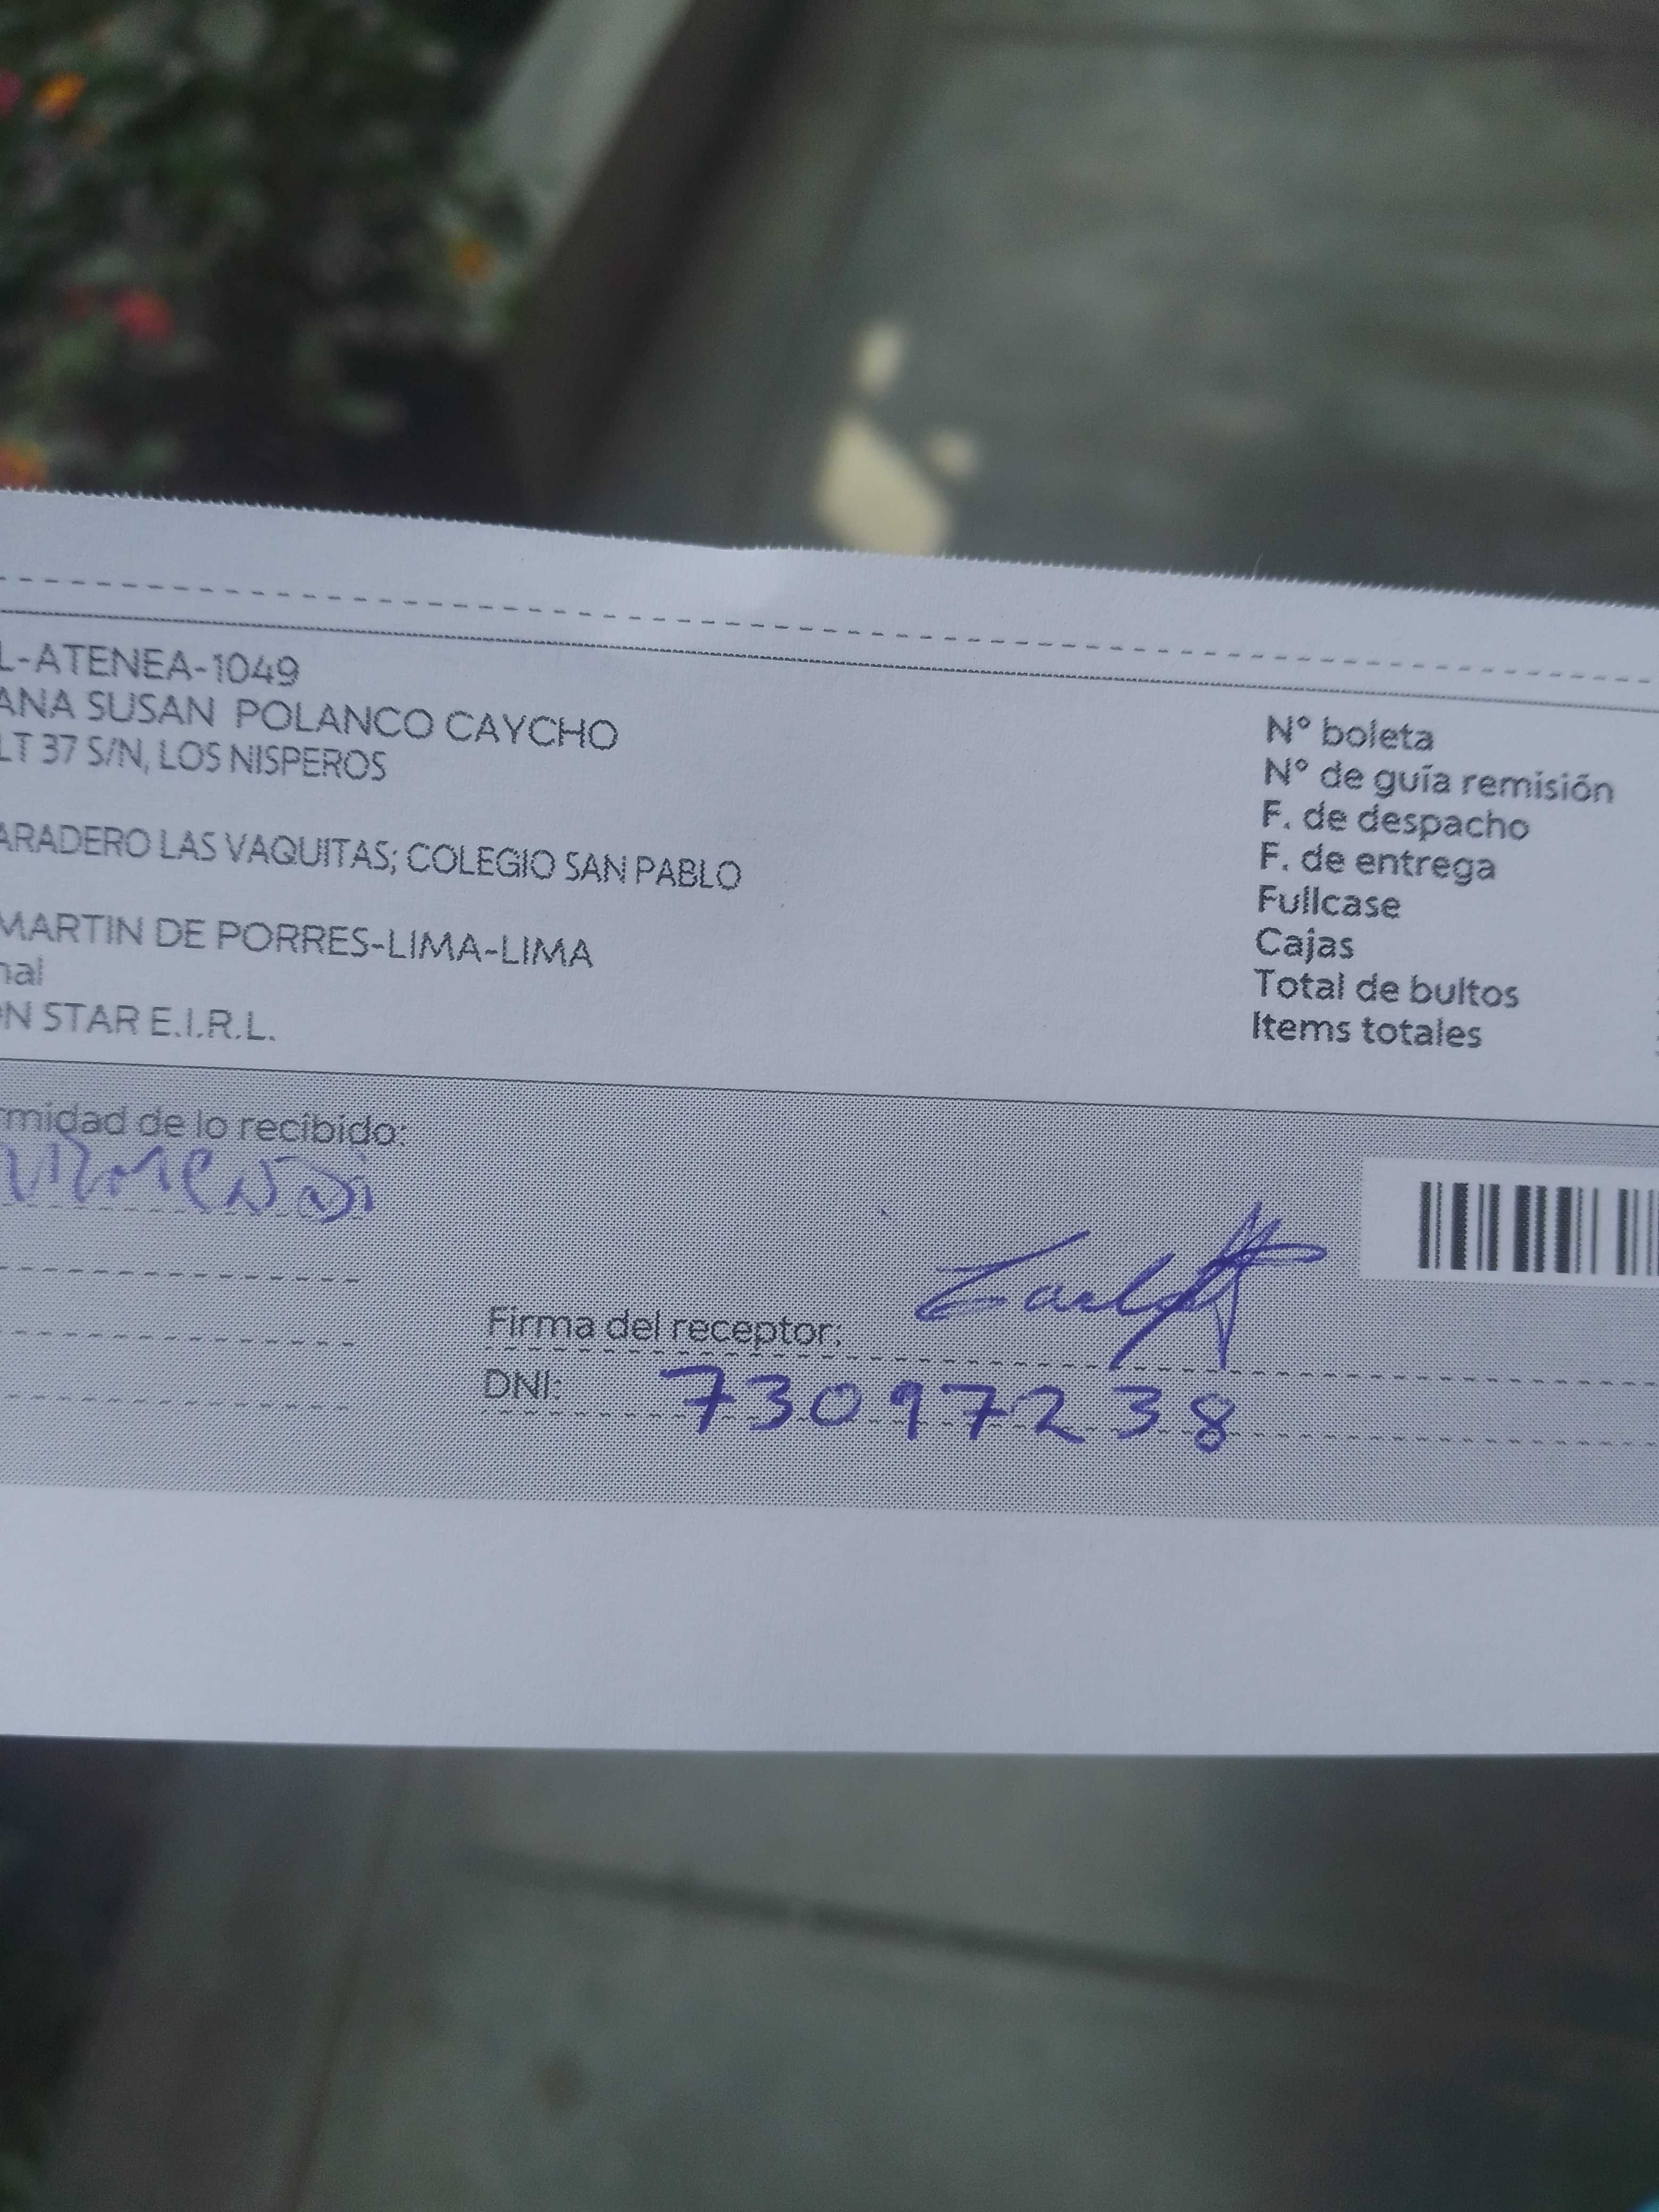 L-ATENEA-1049
ANA SUSAN POLANCO CAYCHO
LT 37 S/N, LOS NISPEROS
ARADERO LAS VAQUITAS; COLEGIO SAN PABLO
MARTIN DE PORRES-LIMA-LIMA
nal
ON STAR E.I.R.L.
N° boleta
N° de guía remisión
F. de despacho
F. de entrega
Fullcase
Cajas
Total de bultos
Items totales
rmidad de lo recibido:
Firma del receptor:
DNI: 73097238